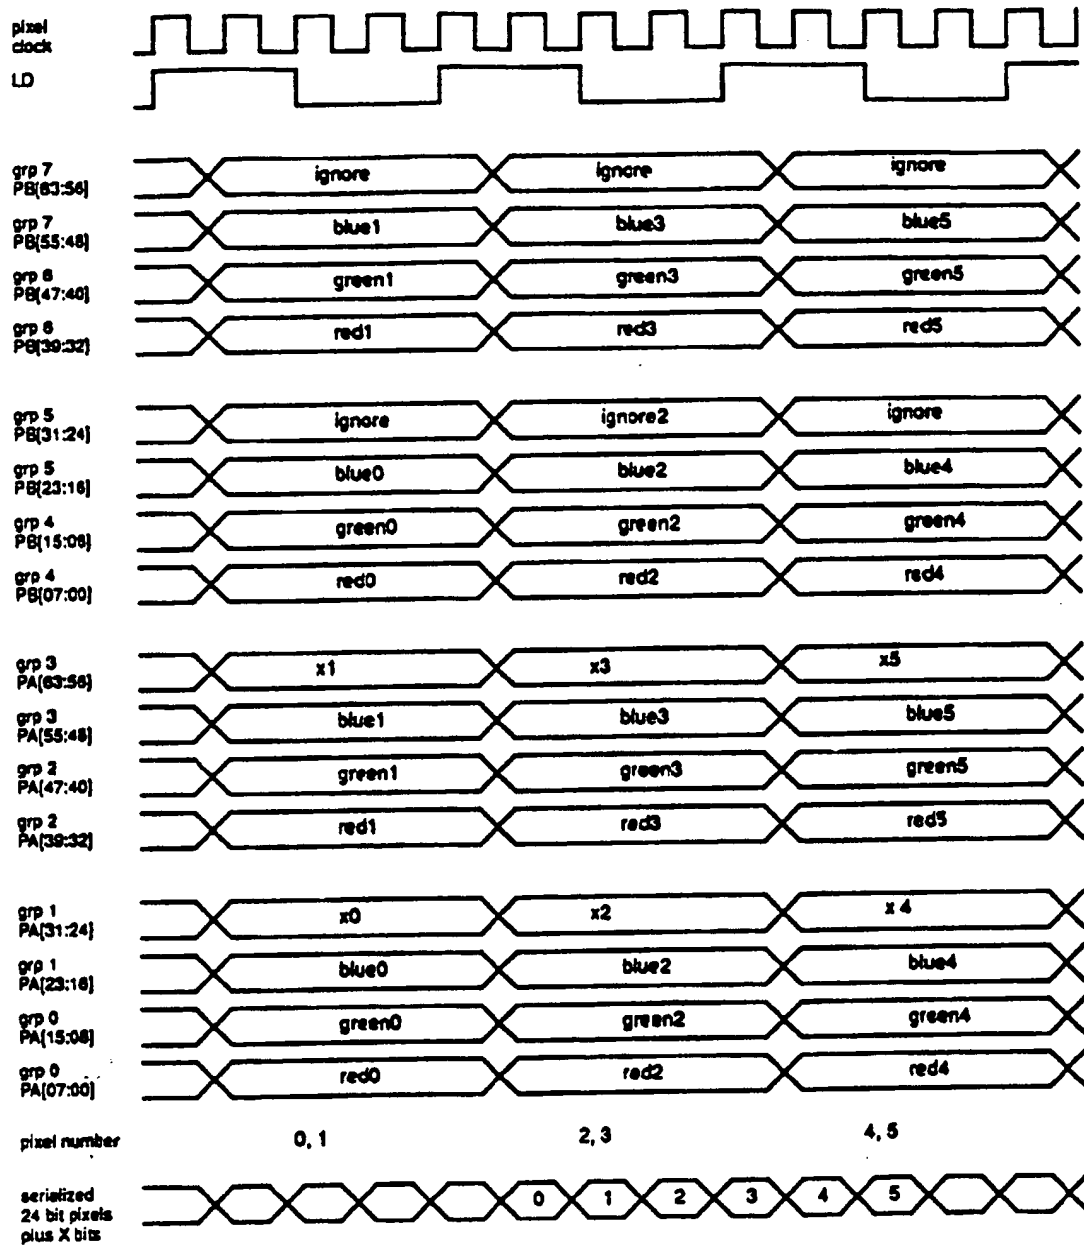 pixel
clock
LD
grp 7
PB[63:56]
ignore
ignore
ignore
grp 7
PB[55:48]
blue1
blue3
blue5
grp 6
PB[47:40]
green1
green3
green5
grp 6
PB[39:32]
red1
red3
red5
grp 5
PB[31:24]
ignore
ignore2
ignore
grp 5
PB[23:16]
blue0
blue2
blue4
grp 4
PB[15:08]
green0
green2
green4
grp 4
PB[07:00]
red0
red2
red4
grp 3
PA[63:56]
x1
x3
x5
grp 3
PA[55:48]
blue1
blue3
blue5
grp 2
PA[47:40]
green1
green3
green5
grp 2
PA[39:32]
red1
red3
red5
grp 1
PA[31:24]
x0
x2
x 4
grp 1
PA[23:16]
blue0
blue2
blue4
grp 0
PA[15:08]
green0
green2
green4
grp 0
PA[07:00]
red0
red2
red4
pixel number
0, 1
2, 3
4, 5
serialized
24 bit pixels
plus X bits
0 1 2 3 4 5